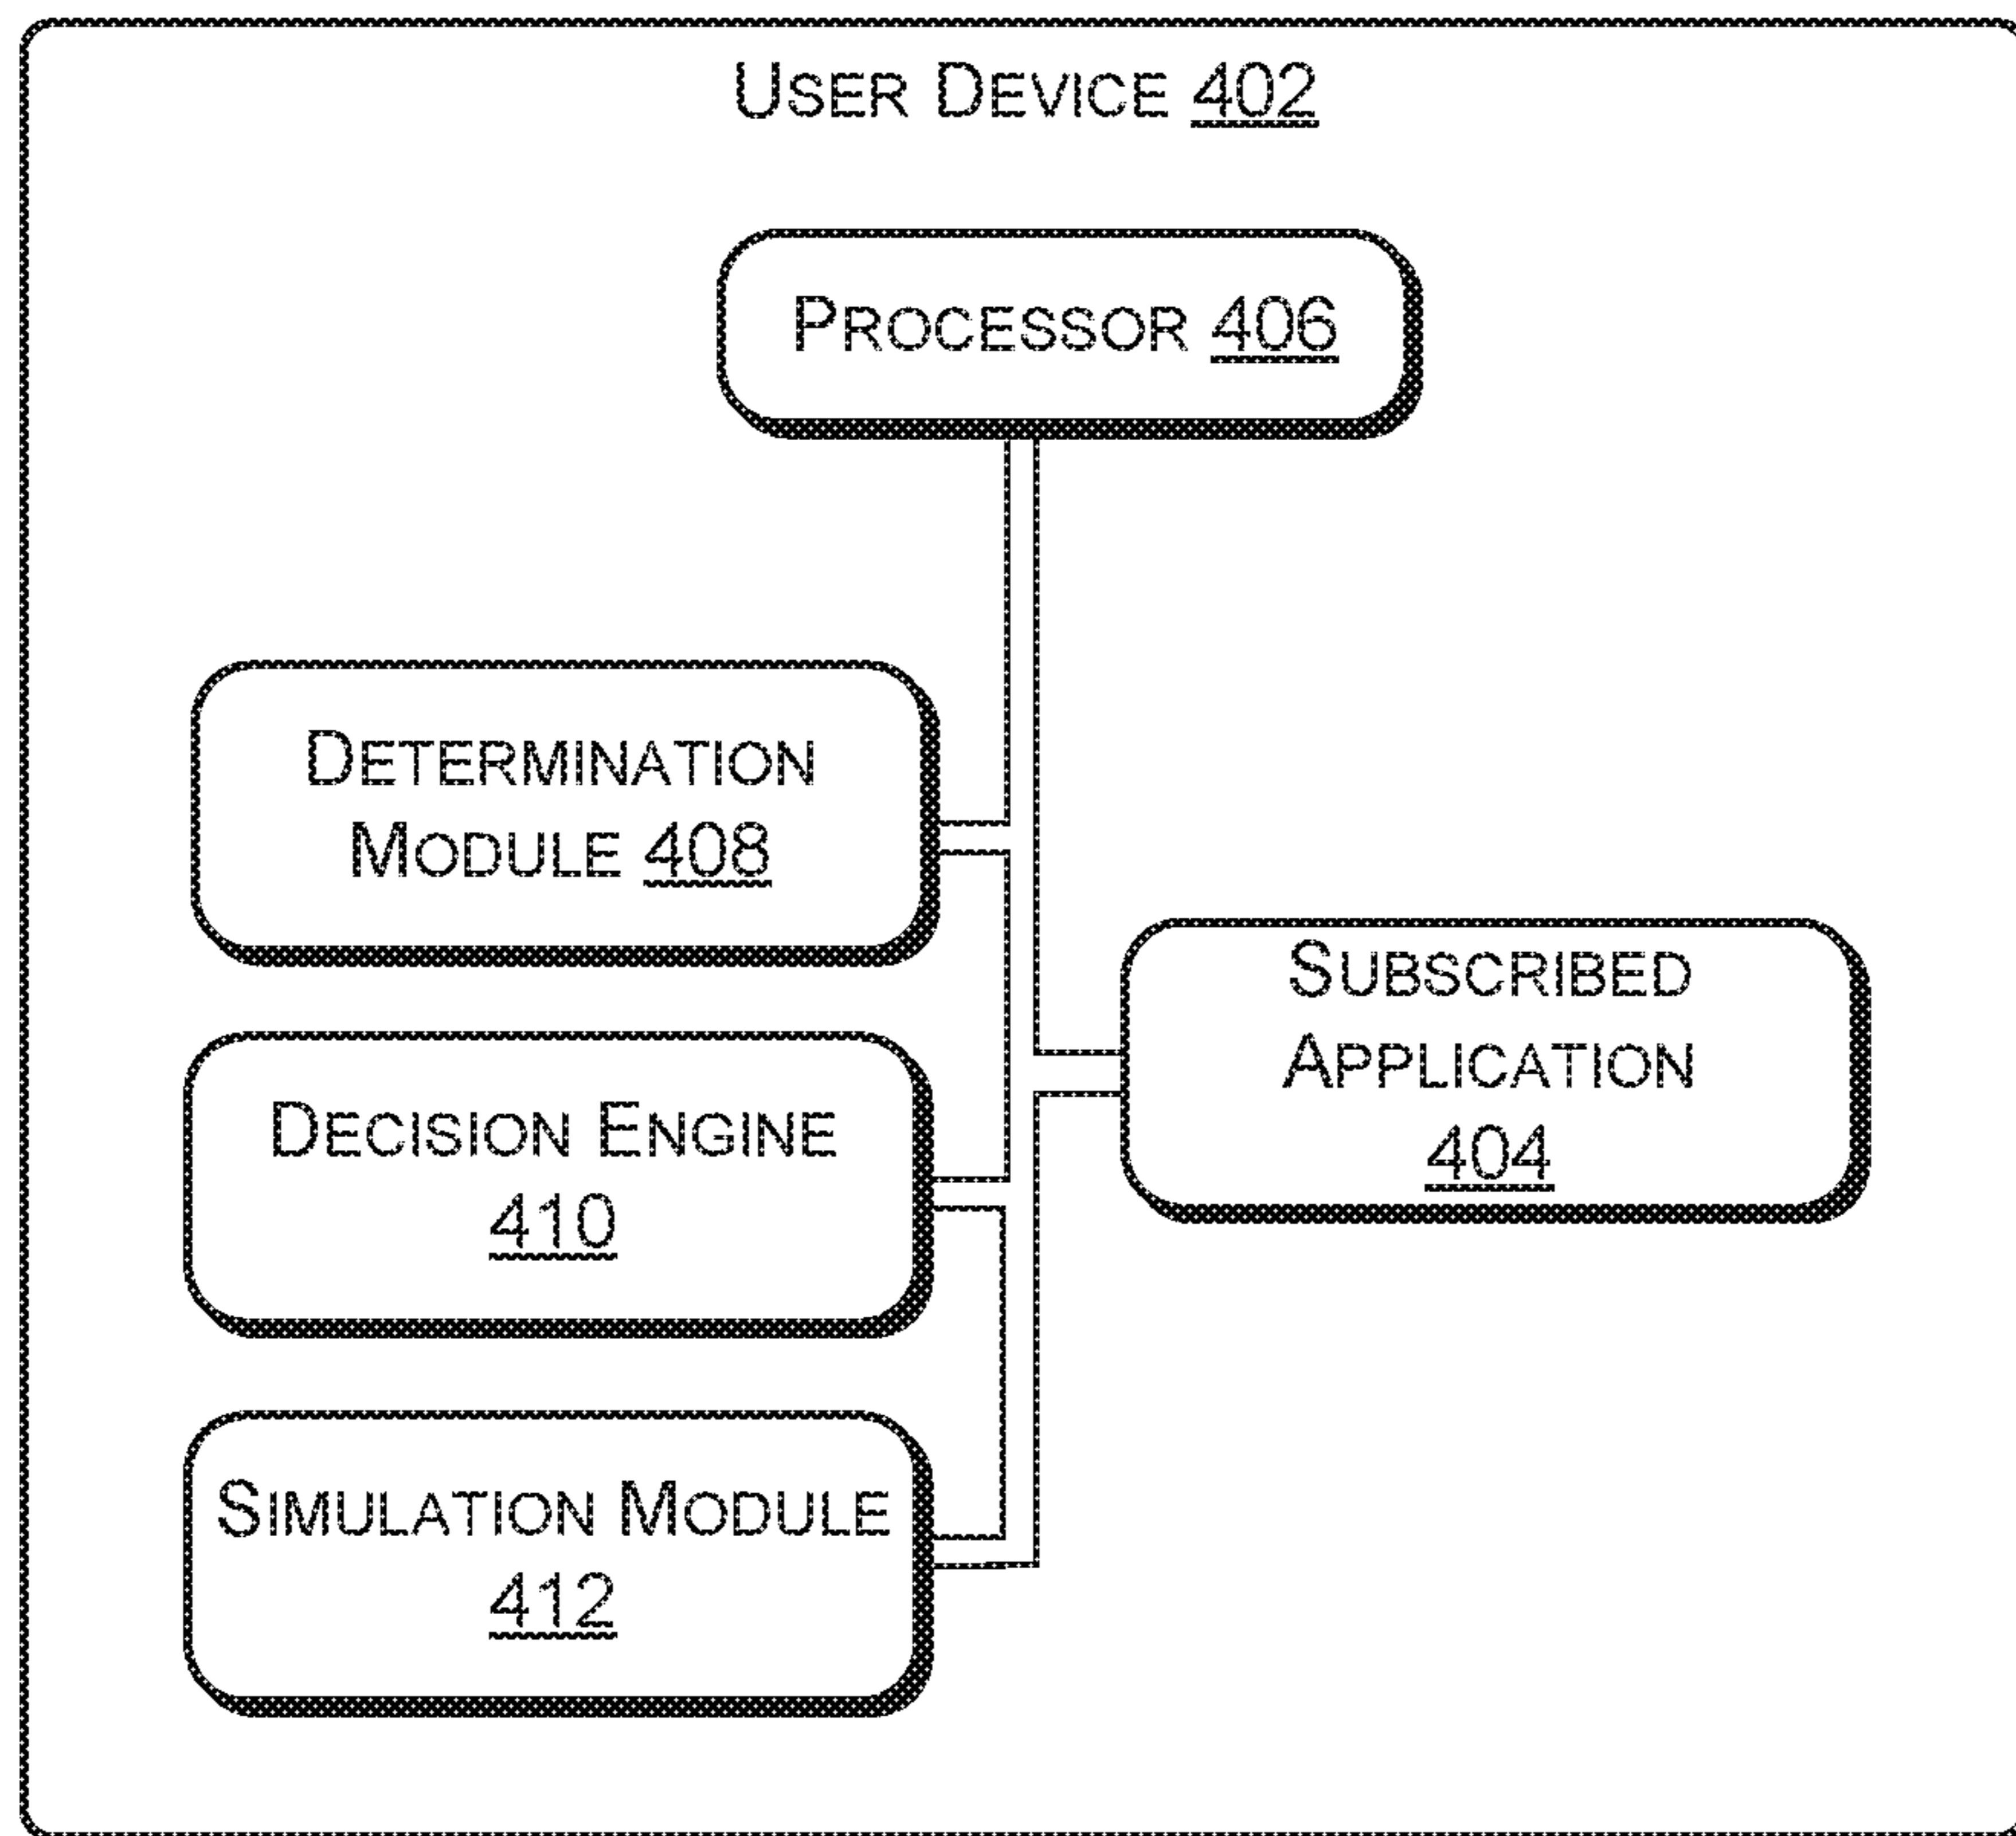 USER DEVICE 402
PROCESSOR 406
DETERMINATION
MODULE 408
DECISION ENGINE
410
SIMULATION MODULE
412
SUBSCRIBED
APPLICATION
404